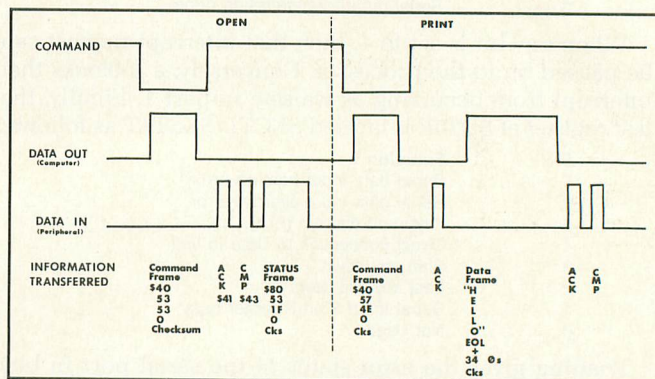 OPEN
PRINT
COMMAND
DATA OUT
(Computer)
DATA IN
(Peripheral)
INFORMATION
TRANSFERRED
Command
Frame
$40
53
53
0
Checksum
A
C
K
$41
C
M
P
$43
STATUS
Frame
$80
53
1F
0
Cks
Command
Frame
$40
57
4E
0
Cks
A
C
K
Data
Frame
"H
E
L
L
O"
EOL
+
34 0s
Cks
A
C
K
C
M
P